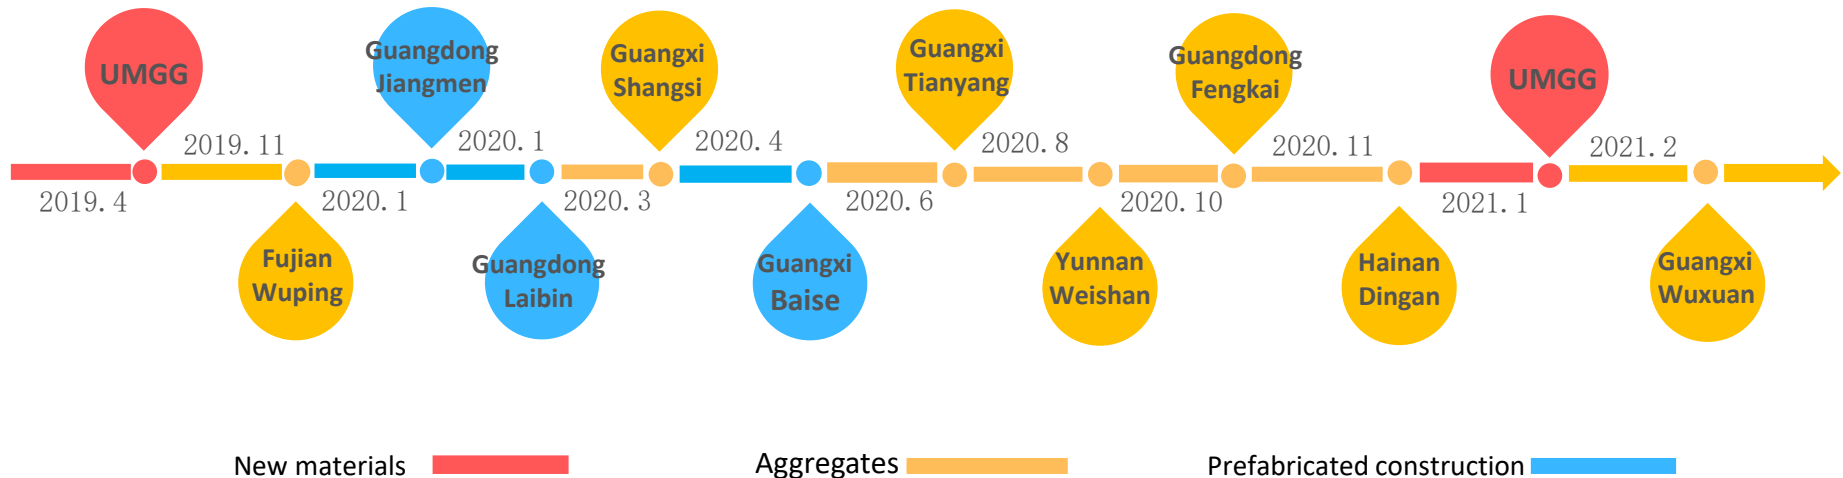 UMGG
Guangdong
Jiangmen
Guangxi
Shangsi
Guangxi
Tianyang
Guangdong
Fengkai
UMGG
2019.11
2020.1
2020.4
2020.8
2020.11
2021.2
2019.4
2020.1
2020.3
2020.6
2020.10
2021.1
Fujian
Wuping
Guangdong
Laibin
Guangxi
Baise
Yunnan
Weishan
Hainan
Dingan
Guangxi
Wuxuan
New materials
Aggregates
Prefabricated construction